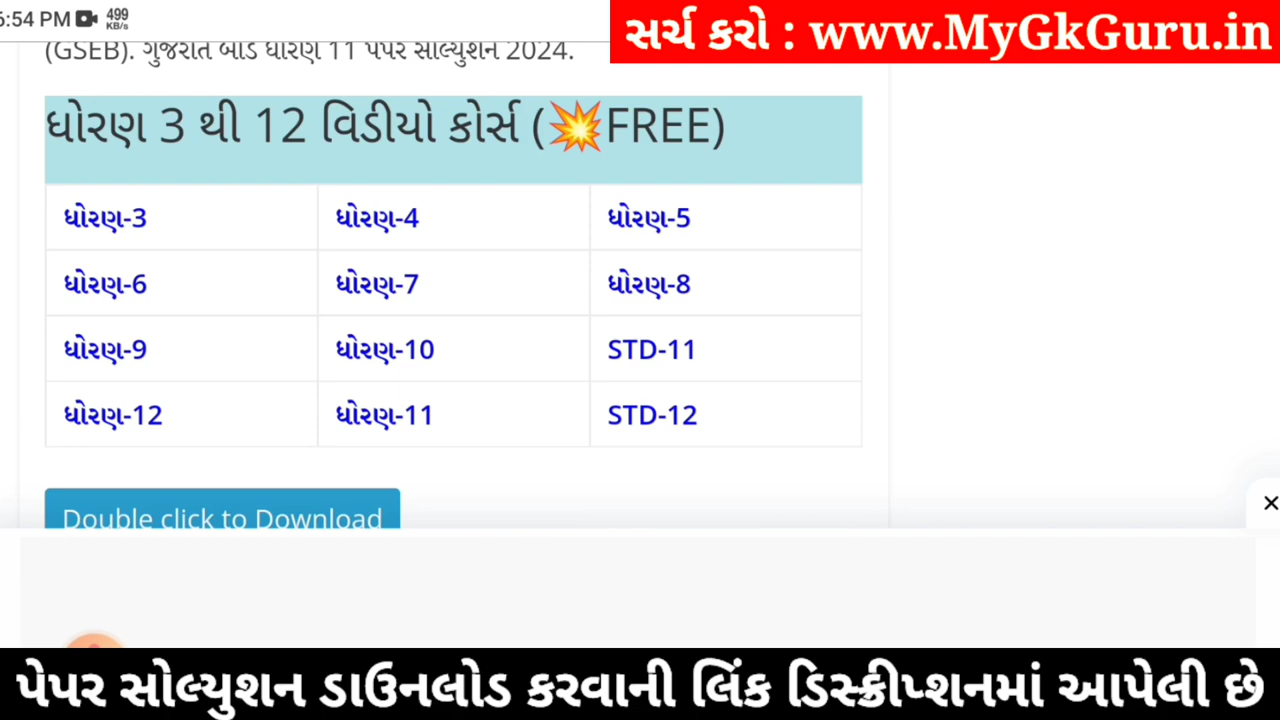 6:54 PM 499 KB/s
સર્ચ કરો : www.MyGkGuru.in
(GSEB). ગુજરાત બોર્ડ ધોરણ 11 પેપર સોલ્યુશન 2024.
ધોરણ 3 થી 12 વિડીયો કોર્સ (💥FREE)
ધોરણ-3 ધોરણ-4 ધોરણ-5
ધોરણ-6 ધોરણ-7 ધોરણ-8
ધોરણ-9 ધોરણ-10 STD-11
ધોરણ-12 ધોરણ-11 STD-12
Double click to Download
પેપર સોલ્યુશન ડાઉનલોડ કરવાની લિંક ડિસ્ક્રીપ્શનમાં આપેલી છે